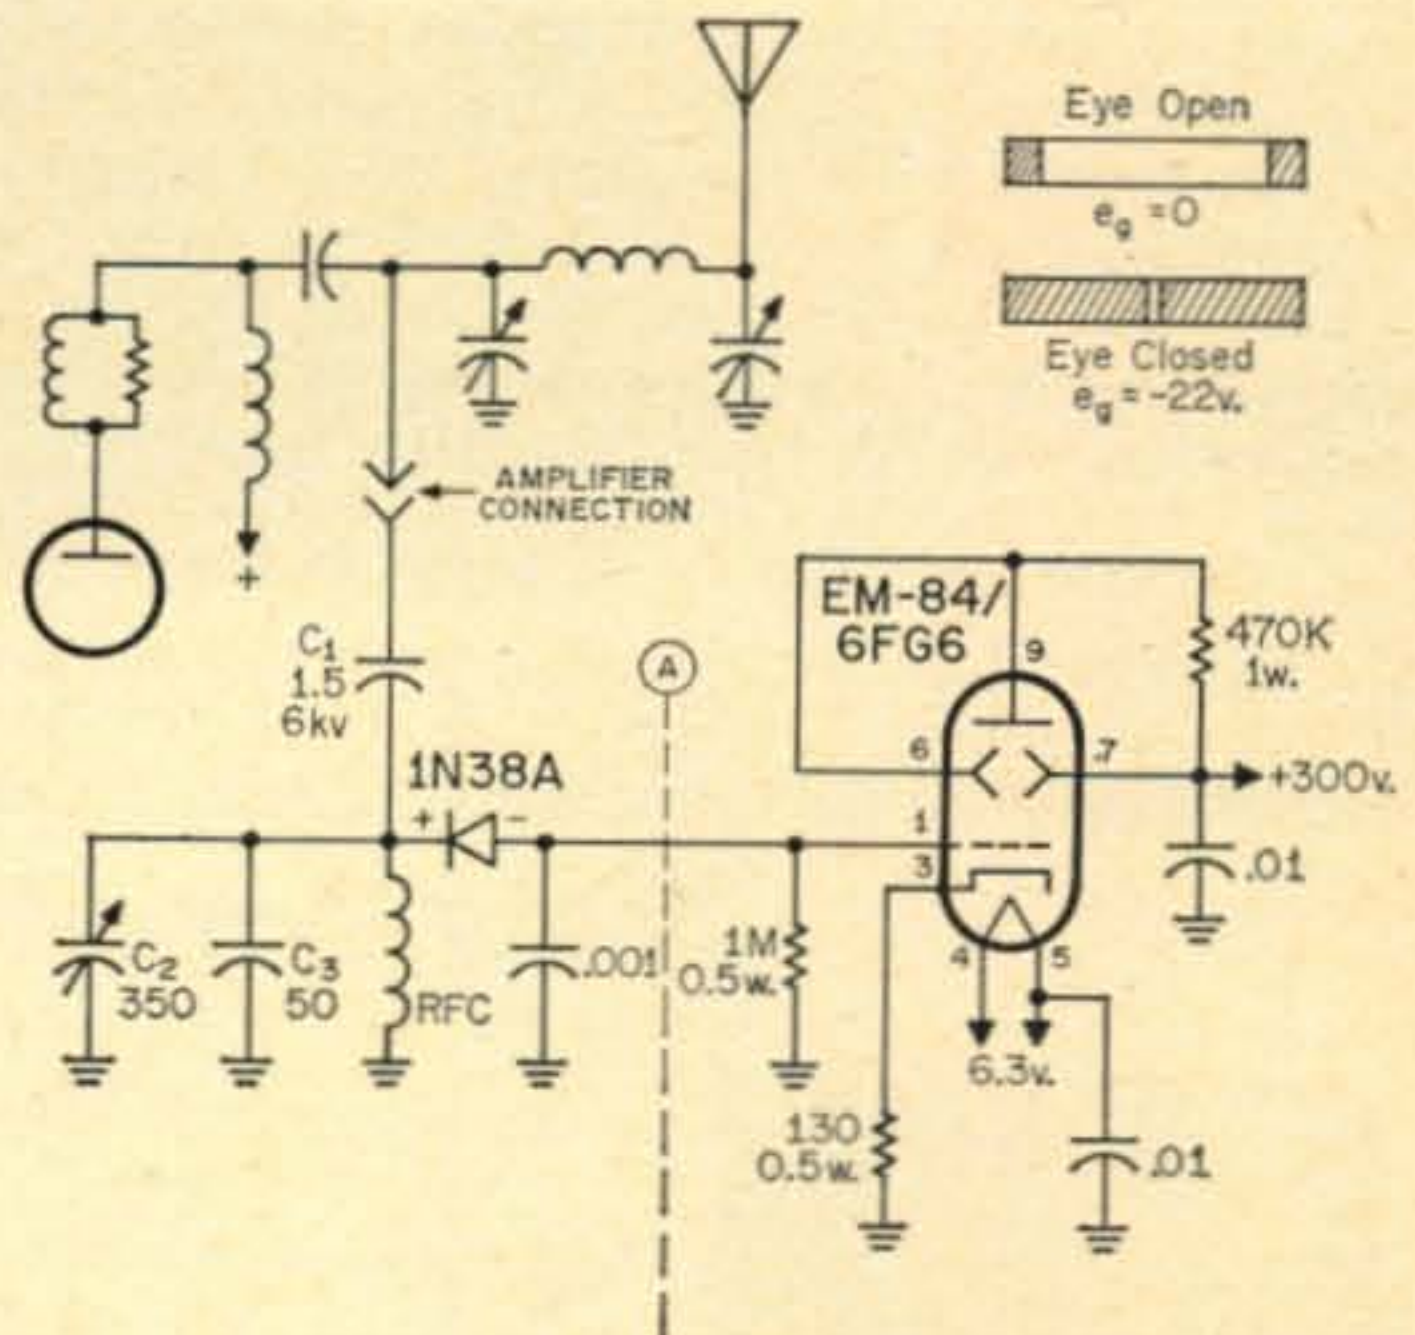 Eye Open
e_g = 0
Eye Closed
e_g = -22v.
AMPLIFIER
CONNECTION
+
C1
1.5
6kv
A
EM-84/
6FG6
9
470K
1w.
6
7
+300v.
1N38A
+ -
1
3
.01
C2
350
C3
50
RFC
.001
1M
0.5w.
4
5
6.3v.
130
0.5w.
.01